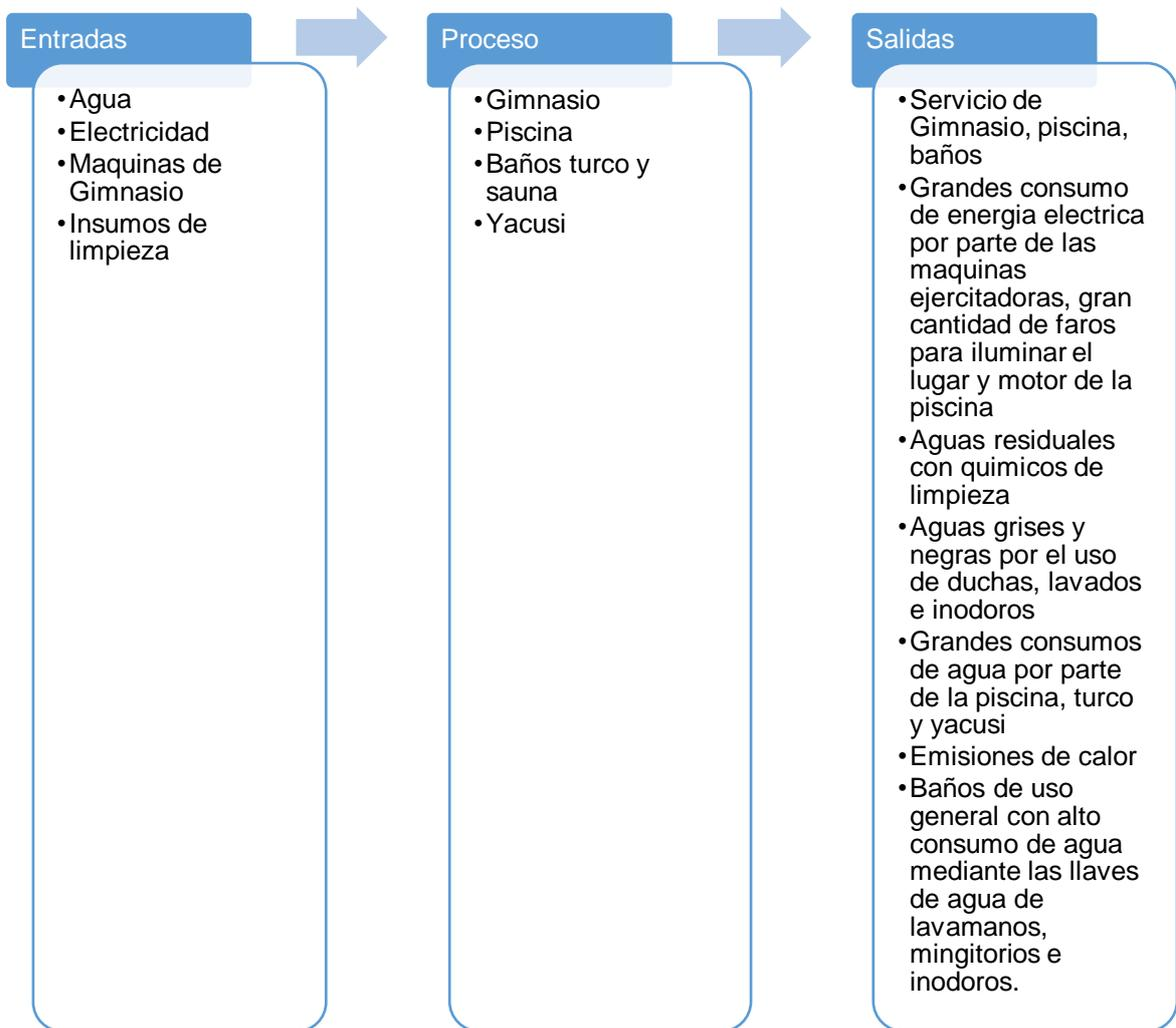 Entradas
•Agua
•Electricidad
•Maquinas de
Gimnasio
•Insumos de
limpieza
Proceso
•Gimnasio
•Piscina
•Baños turco y
sauna
•Yacusi
Salidas
•Servicio de
Gimnasio, piscina,
baños
•Grandes consumo
de energia electrica
por parte de las
maquinas
ejercitadoras, gran
cantidad de faros
para iluminar el
lugar y motor de la
piscina
•Aguas residuales
con quimicos de
limpieza
•Aguas grises y
negras por el uso
de duchas, lavados
e inodoros
•Grandes consumos
de agua por parte
de la piscina, turco
y yacusi
•Emisiones de calor
•Baños de uso
general con alto
consumo de agua
mediante las llaves
de agua de
lavamanos,
mingitorios e
inodoros.